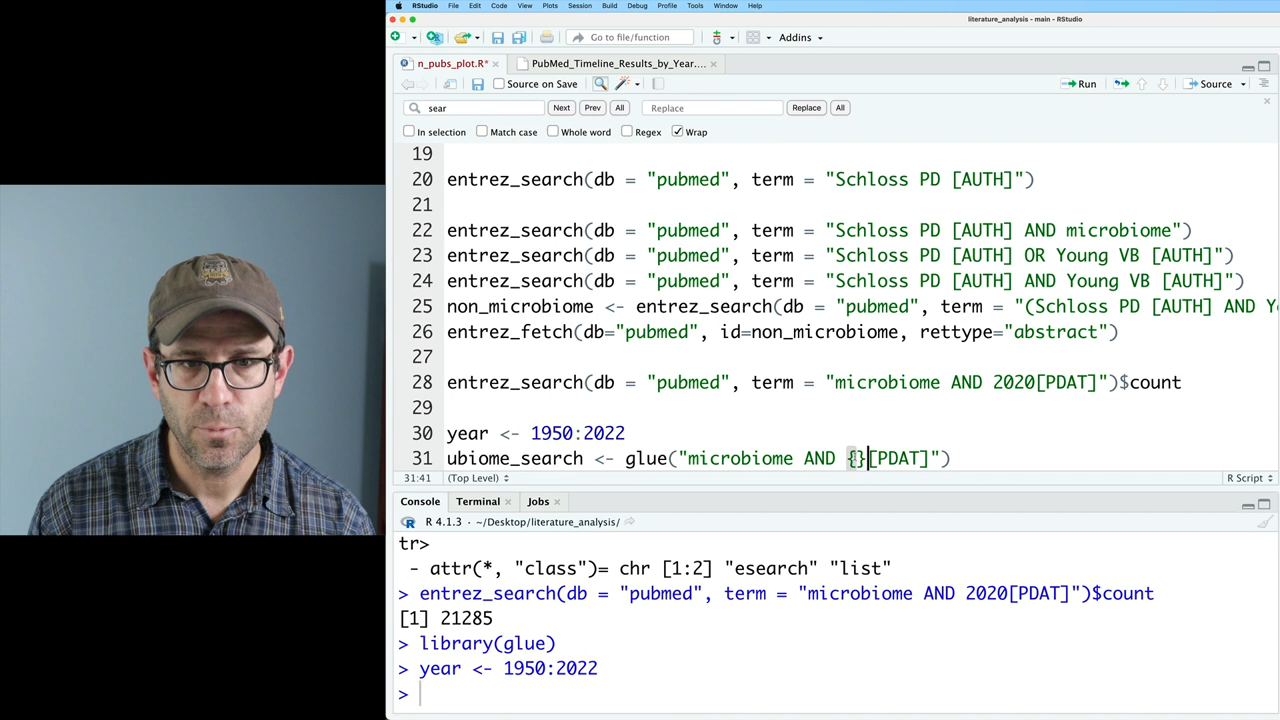 RStudio File Edit Code View Plots Session Build Debug Profile Tools Window Help
literature_analysis - main - RStudio
Go to file/function Addins
n_pubs_plot.R* PubMed_Timeline_Results_by_Year....
Source on Save Run Source
sear Next Prev All Replace Replace All
In selection Match case Whole word Regex Wrap
19
20 entrez_search(db = "pubmed", term = "Schloss PD [AUTH]")
21
22 entrez_search(db = "pubmed", term = "Schloss PD [AUTH] AND microbiome")
23 entrez_search(db = "pubmed", term = "Schloss PD [AUTH] OR Young VB [AUTH]")
24 entrez_search(db = "pubmed", term = "Schloss PD [AUTH] AND Young VB [AUTH]")
25 non_microbiome <- entrez_search(db = "pubmed", term = "(Schloss PD [AUTH] AND Y
26 entrez_fetch(db="pubmed", id=non_microbiome, rettype="abstract")
27
28 entrez_search(db = "pubmed", term = "microbiome AND 2020[PDAT]")$count
29
30 year <- 1950:2022
31 ubiome_search <- glue("microbiome AND {}[PDAT]")
31:41 (Top Level) R Script
Console Terminal Jobs
R 4.1.3 · ~/Desktop/literature_analysis/
tr>
- attr(*, "class")= chr [1:2] "esearch" "list"
> entrez_search(db = "pubmed", term = "microbiome AND 2020[PDAT]")$count
[1] 21285
> library(glue)
> year <- 1950:2022
>